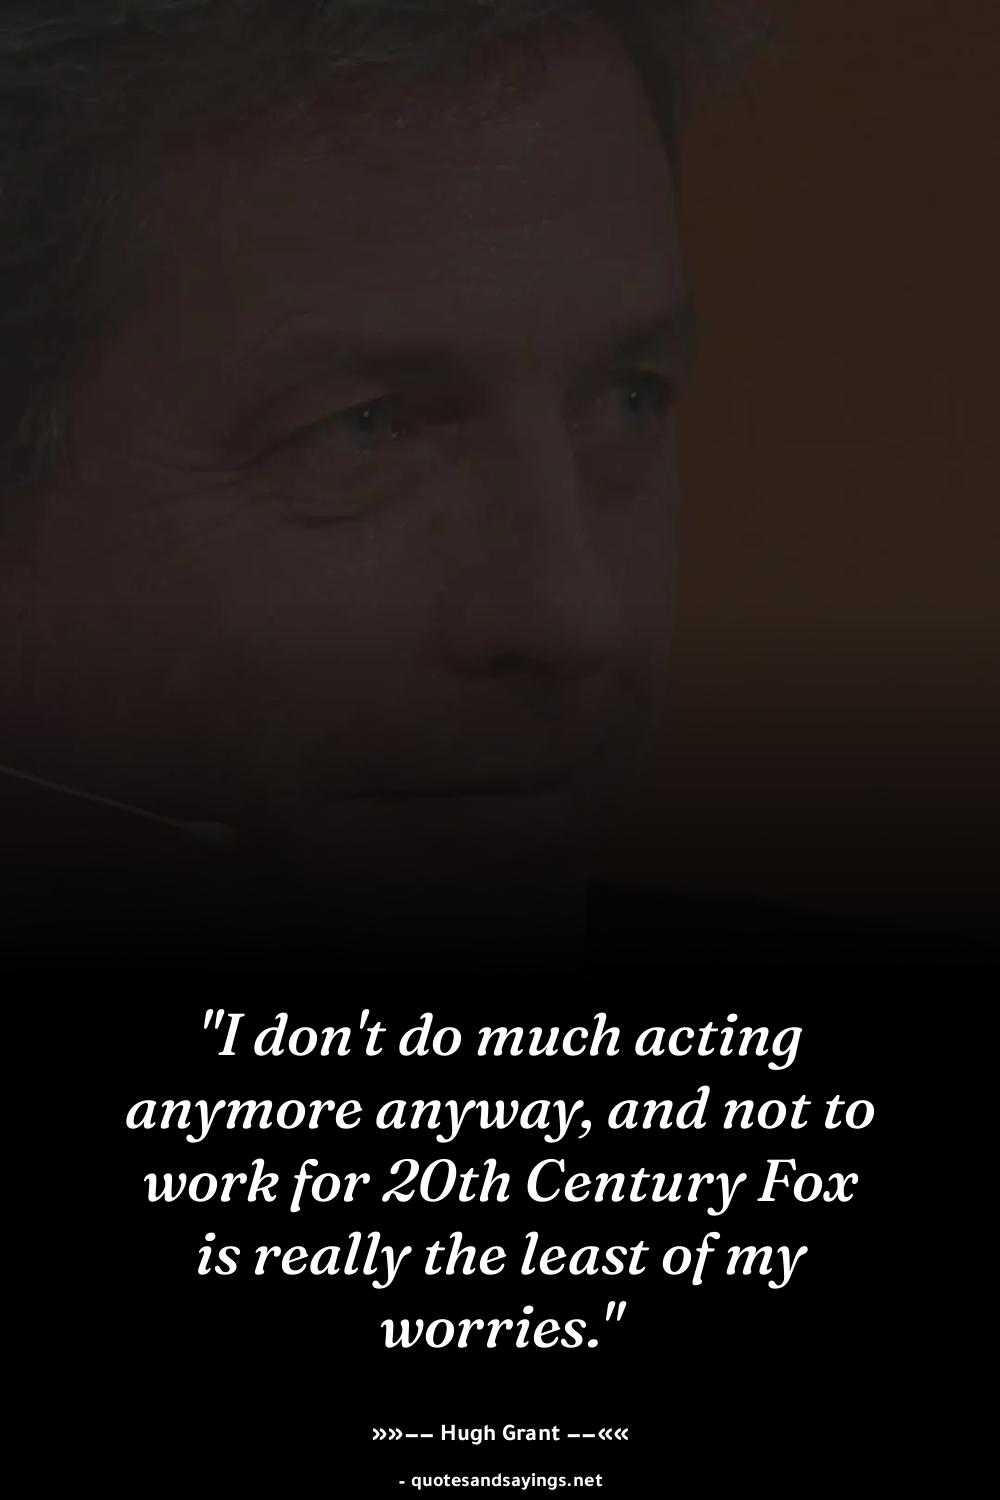 "I don't do much acting
anymore anyway, and not to
work for 20th Century Fox
is really the least of my
worries."
»»−− Hugh Grant −−««
- quotesandsayings.net